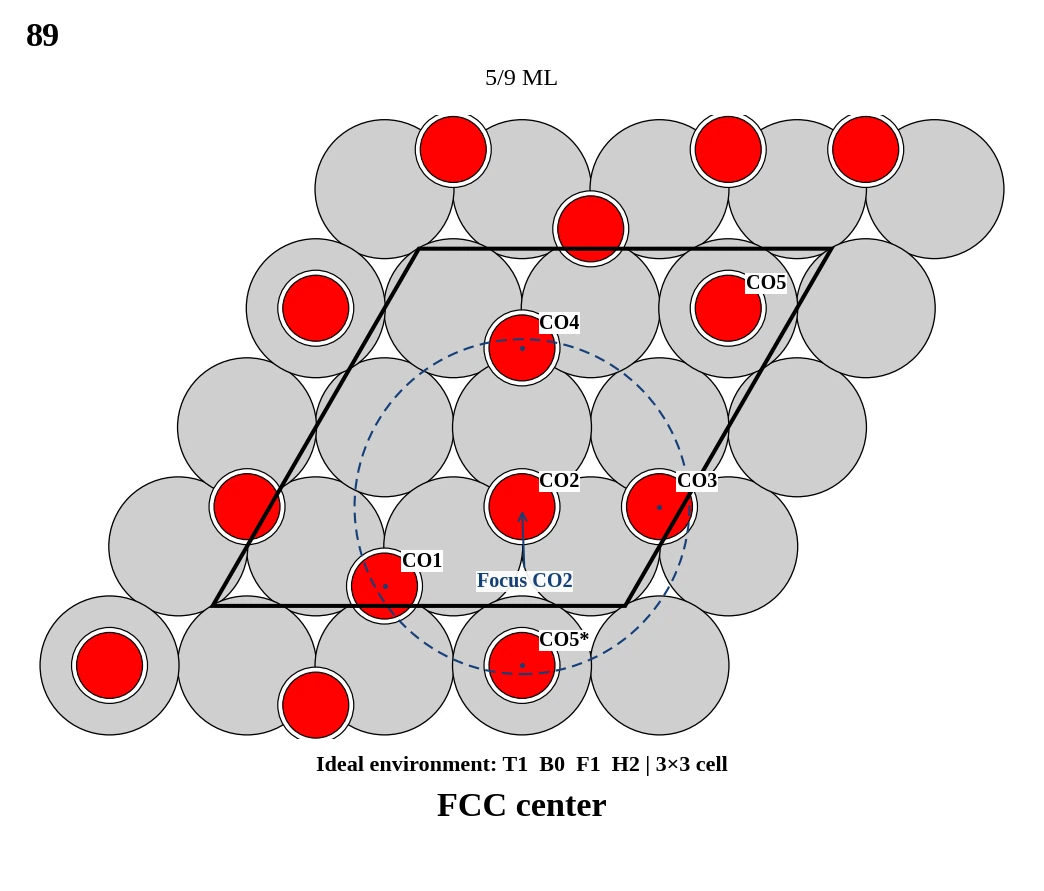 89
5/9 ML
CO5
CO4
CO2
CO3
CO1
Focus CO2
CO5*
Ideal environment: T1 B0 F1 H2 | 3×3 cell
FCC center